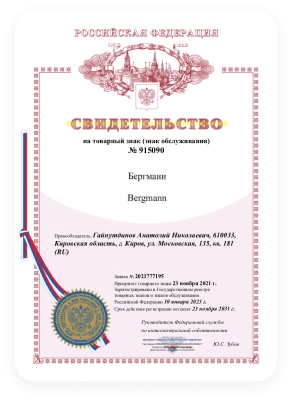 РОССИЙСКАЯ ФЕДЕРАЦИЯ
СВИДЕТЕЛЬСТВО
на товарный знак (знак обслуживания)
№ 915090
Бергманн
Bergmann
Правообладатель: Гайнутдинов Анатолий Николаевич, 610033,
Кировская область, г. Киров, ул. Московская, 135, кв. 181
(RU)
Заявка № 2021777195
Приоритет товарного знака 23 ноября 2021 г.
Зарегистрировано в Государственном реестре
товарных знаков и знаков обслуживания
Российской Федерации 10 января 2023 г.
Срок действия регистрации истекает 23 ноября 2031 г.
Руководитель Федеральной службы
по интеллектуальной собственности
Ю.С. Зубов